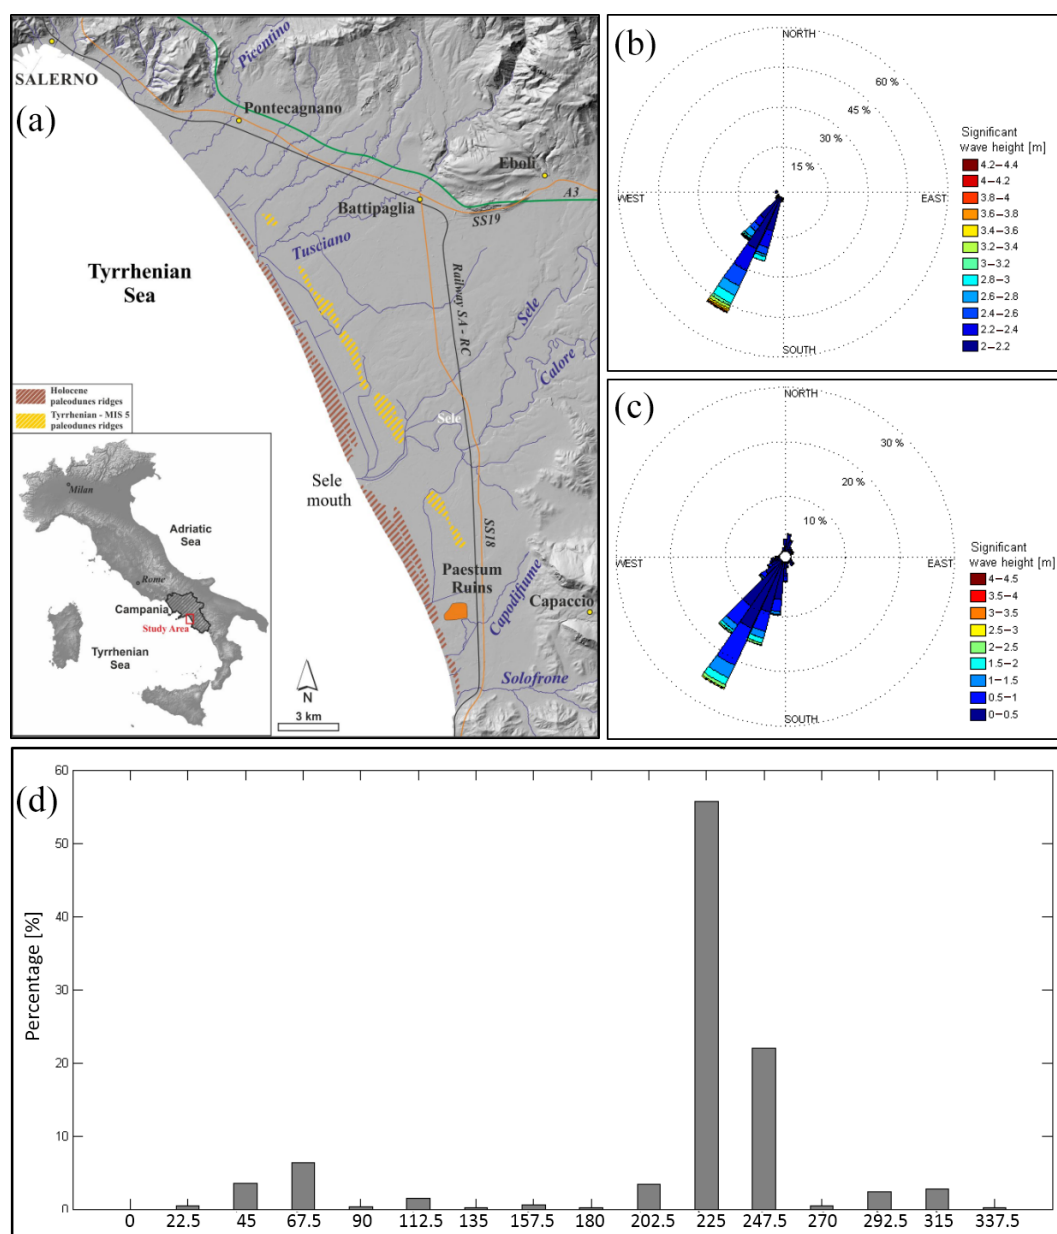 (a)
SALERNO
Picentino
Pontecagnano
Eboli
A3
SS19
Battipaglia
Tusciano
Tyrrhenian
Sea
Railway SA - RC
Sele
Calore
Sele
Holocene
paleodunes ridges
Tyrrhenian - MIS 5
paleodunes ridges
Sele
mouth
SS18
Paestum
Ruins
Capodifiume
Capaccio
Solofrone
N
3 km
Milan
Adriatic
Sea
Rome
Campania
Study Area
Tyrrhenian
Sea
(b)
NORTH
60 %
45 %
30 %
15 %
WEST
EAST
SOUTH
Significant
wave height [m]
4.2–4.4
4–4.2
3.8–4
3.6–3.8
3.4–3.6
3.2–3.4
3–3.2
2.8–3
2.6–2.8
2.4–2.6
2.2–2.4
2–2.2
(c)
NORTH
30 %
20 %
10 %
WEST
EAST
SOUTH
Significant
wave height [m]
4–4.5
3.5–4
3–3.5
2.5–3
2–2.5
1.5–2
1–1.5
0.5–1
0–0.5
(d)
Percentage [%]
60
50
40
30
20
10
0
0 22.5 45 67.5 90 112.5 135 157.5 180 202.5 225 247.5 270 292.5 315 337.5